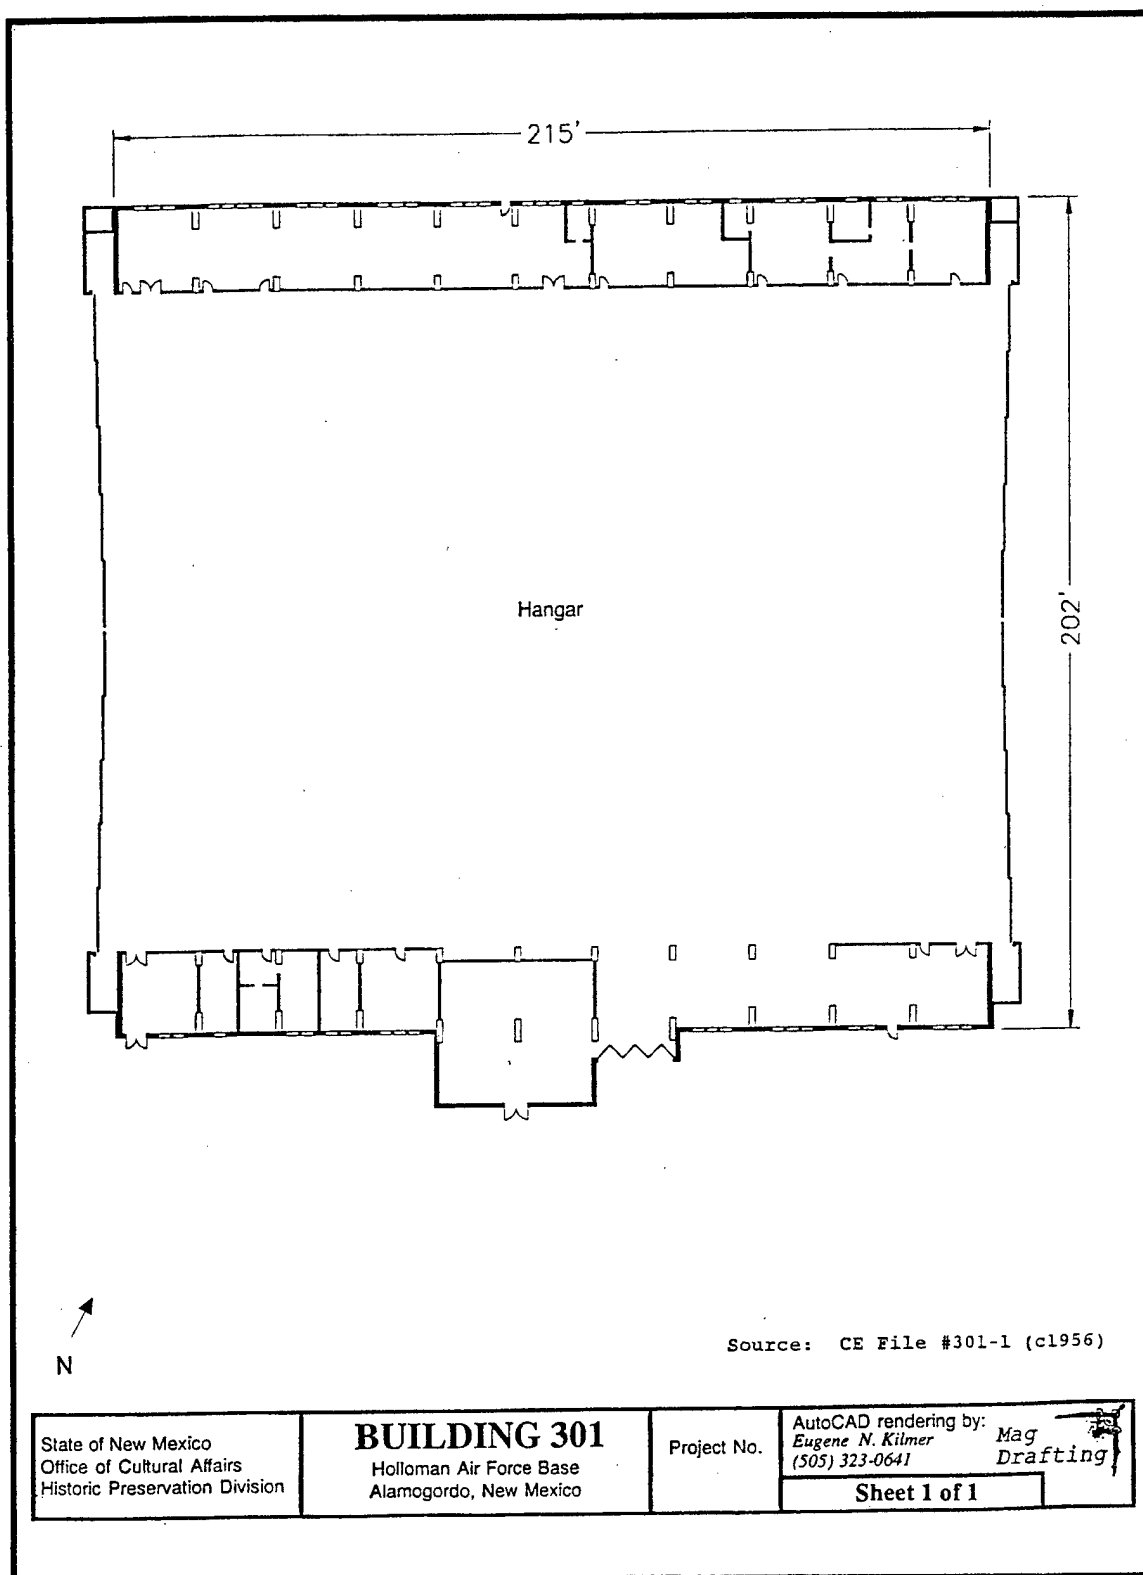 215'
202'
Hangar
N
Source: CE File #301-1 (c1956)
State of New Mexico
Office of Cultural Affairs
Historic Preservation Division
BUILDING 301
Holloman Air Force Base
Alamogordo, New Mexico
Project No.
AutoCAD rendering by:
Eugene N. Kilmer
(505) 323-0641
Mag
Drafting
Sheet 1 of 1